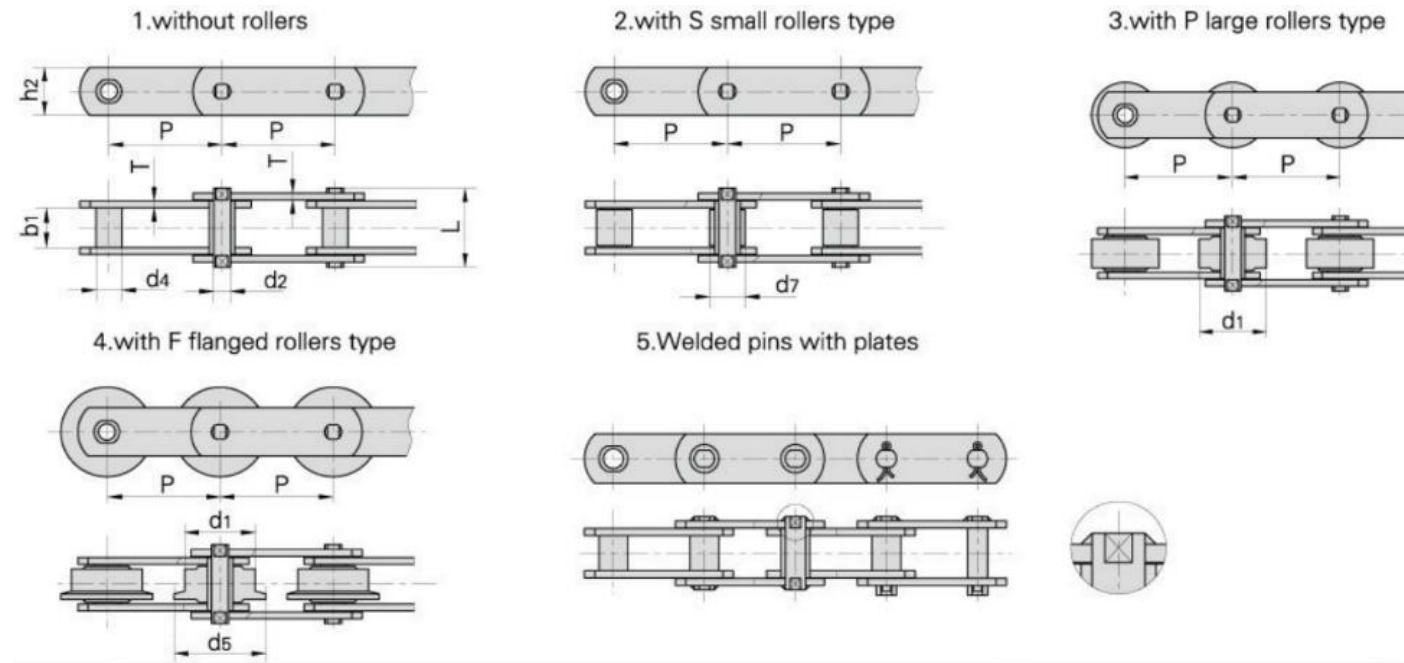 1.without rollers
2.with S small rollers type
3.with P large rollers type
h2
P P
P P
P P
T T
b1
L
d4 d2
d7
d1
4.with F flanged rollers type
5.Welded pins with plates
P P
d1
d5